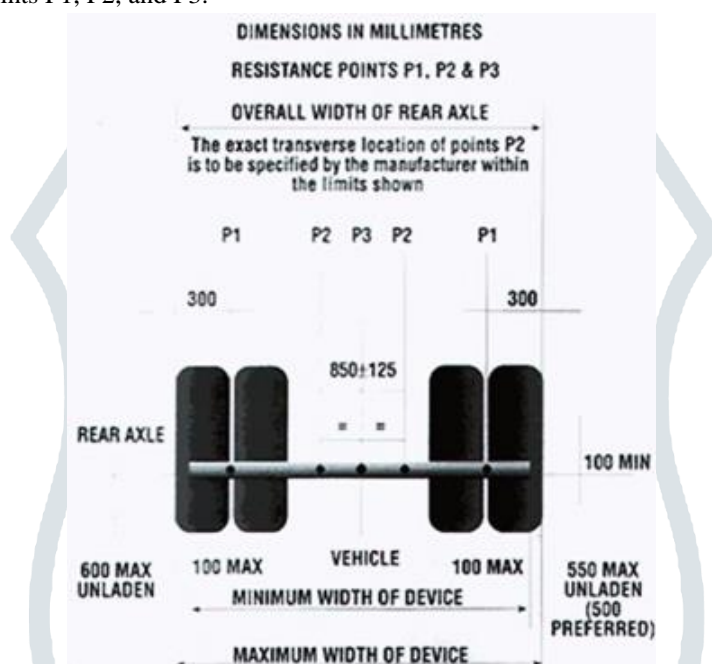 DIMENSIONS IN MILLIMETRES
RESISTANCE POINTS P1, P2 & P3
OVERALL WIDTH OF REAR AXLE
The exact transverse location of points P2
is to be specified by the manufacturer within
the limits shown
P1 P2 P3 P2 P1
300 300
850±125
= =
REAR AXLE
100 MIN
600 MAX
UNLADEN
100 MAX
VEHICLE
100 MAX
550 MAX
UNLADEN
(500
PREFERRED)
MINIMUM WIDTH OF DEVICE
MAXIMUM WIDTH OF DEVICE